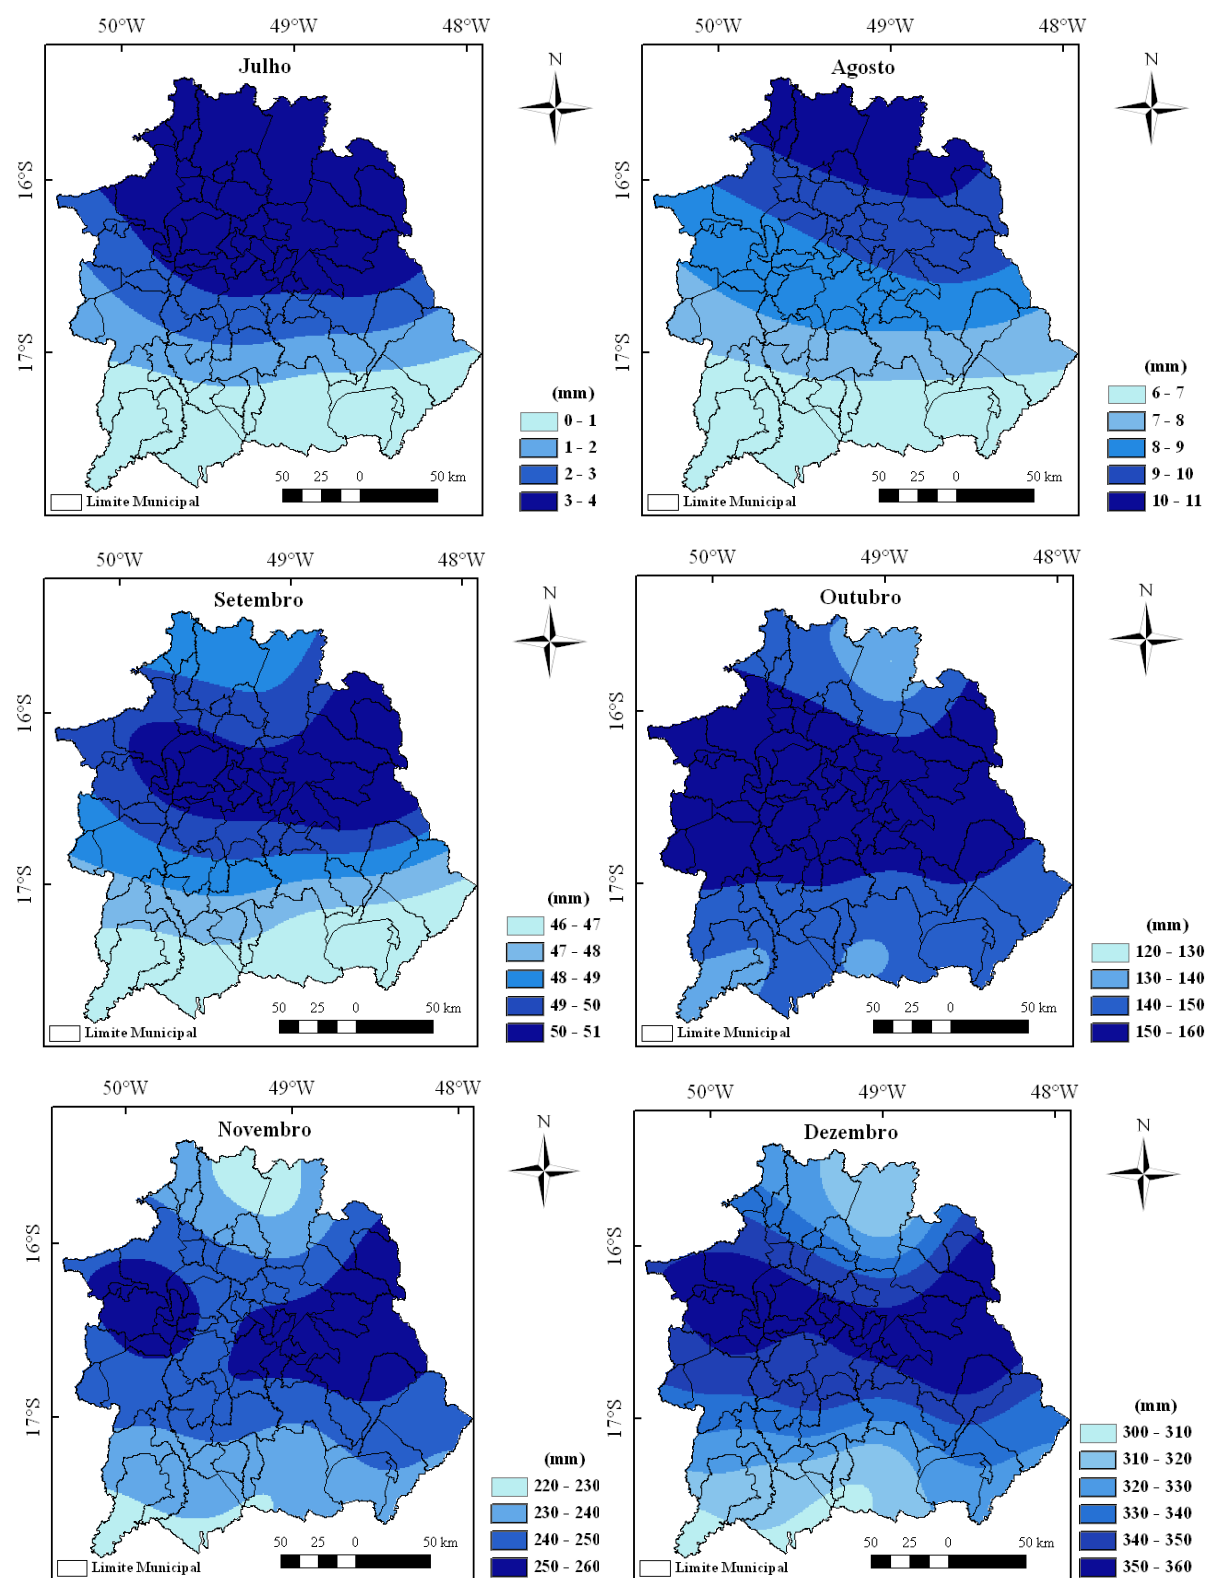 50°W 49°W 48°W
Julho
N
16°S
17°S
(mm)
0 - 1
1 - 2
2 - 3
3 - 4
50 25 0 50 km
Limite Municipal
50°W 49°W 48°W
Agosto
N
16°S
17°S
(mm)
6 - 7
7 - 8
8 - 9
9 - 10
10 - 11
50 25 0 50 km
Limite Municipal
50°W 49°W 48°W
Setembro
N
16°S
17°S
(mm)
46 - 47
47 - 48
48 - 49
49 - 50
50 - 51
50 25 0 50 km
Limite Municipal
50°W 49°W 48°W
Outubro
N
16°S
17°S
(mm)
120 - 130
130 - 140
140 - 150
150 - 160
50 25 0 50 km
Limite Municipal
50°W 49°W 48°W
Novembro
N
16°S
17°S
(mm)
220 - 230
230 - 240
240 - 250
250 - 260
50 25 0 50 km
Limite Municipal
50°W 49°W 48°W
Dezembro
N
16°S
17°S
(mm)
300 - 310
310 - 320
320 - 330
330 - 340
340 - 350
350 - 360
50 25 0 50 km
Limite Municipal